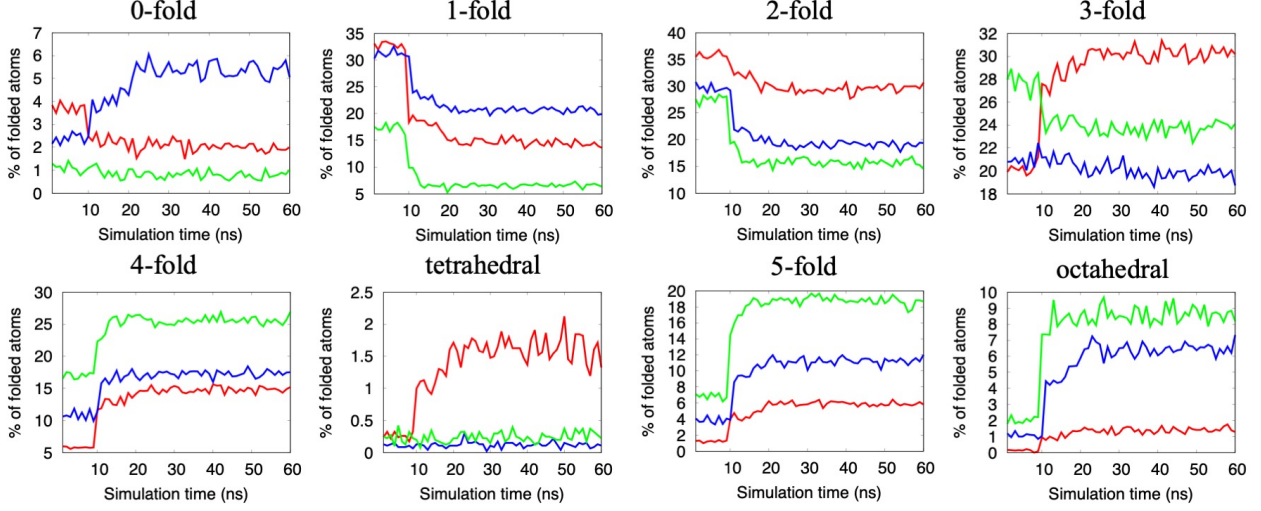 0-fold
% of folded atoms
7
6
5
4
3
2
1
0
10 20 30 40 50 60
Simulation time (ns)
1-fold
% of folded atoms
35
30
25
20
15
10
5
10 20 30 40 50 60
Simulation time (ns)
2-fold
% of folded atoms
40
35
30
25
20
15
10
10 20 30 40 50 60
Simulation time (ns)
3-fold
% of folded atoms
32
30
28
26
24
22
20
18
10 20 30 40 50 60
Simulation time (ns)
4-fold
% of folded atoms
30
25
20
15
10
5
10 20 30 40 50 60
Simulation time (ns)
tetrahedral
% of folded atoms
2.5
2
1.5
1
0.5
0
10 20 30 40 50 60
Simulation time (ns)
5-fold
% of folded atoms
20
18
16
14
12
10
8
6
4
2
0
10 20 30 40 50 60
Simulation time (ns)
octahedral
% of folded atoms
10
9
8
7
6
5
4
3
2
1
0
10 20 30 40 50 60
Simulation time (ns)